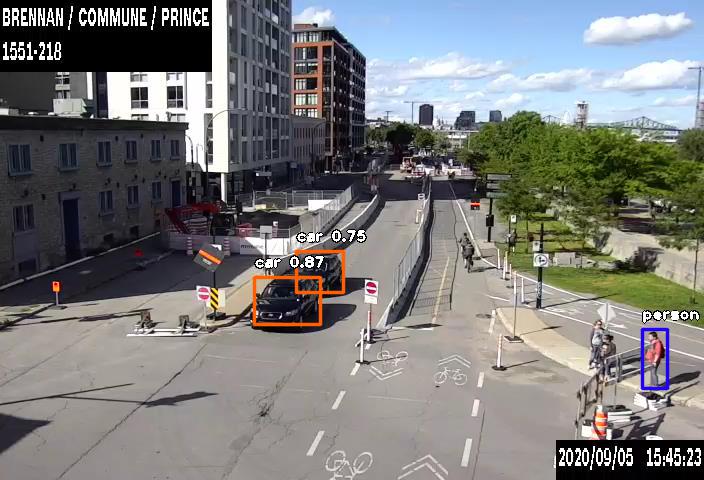 BRENNAN / COMMUNE / PRINCE
1551-218
car 0.75
car 0.87
person
2020/09/05 15:45:23